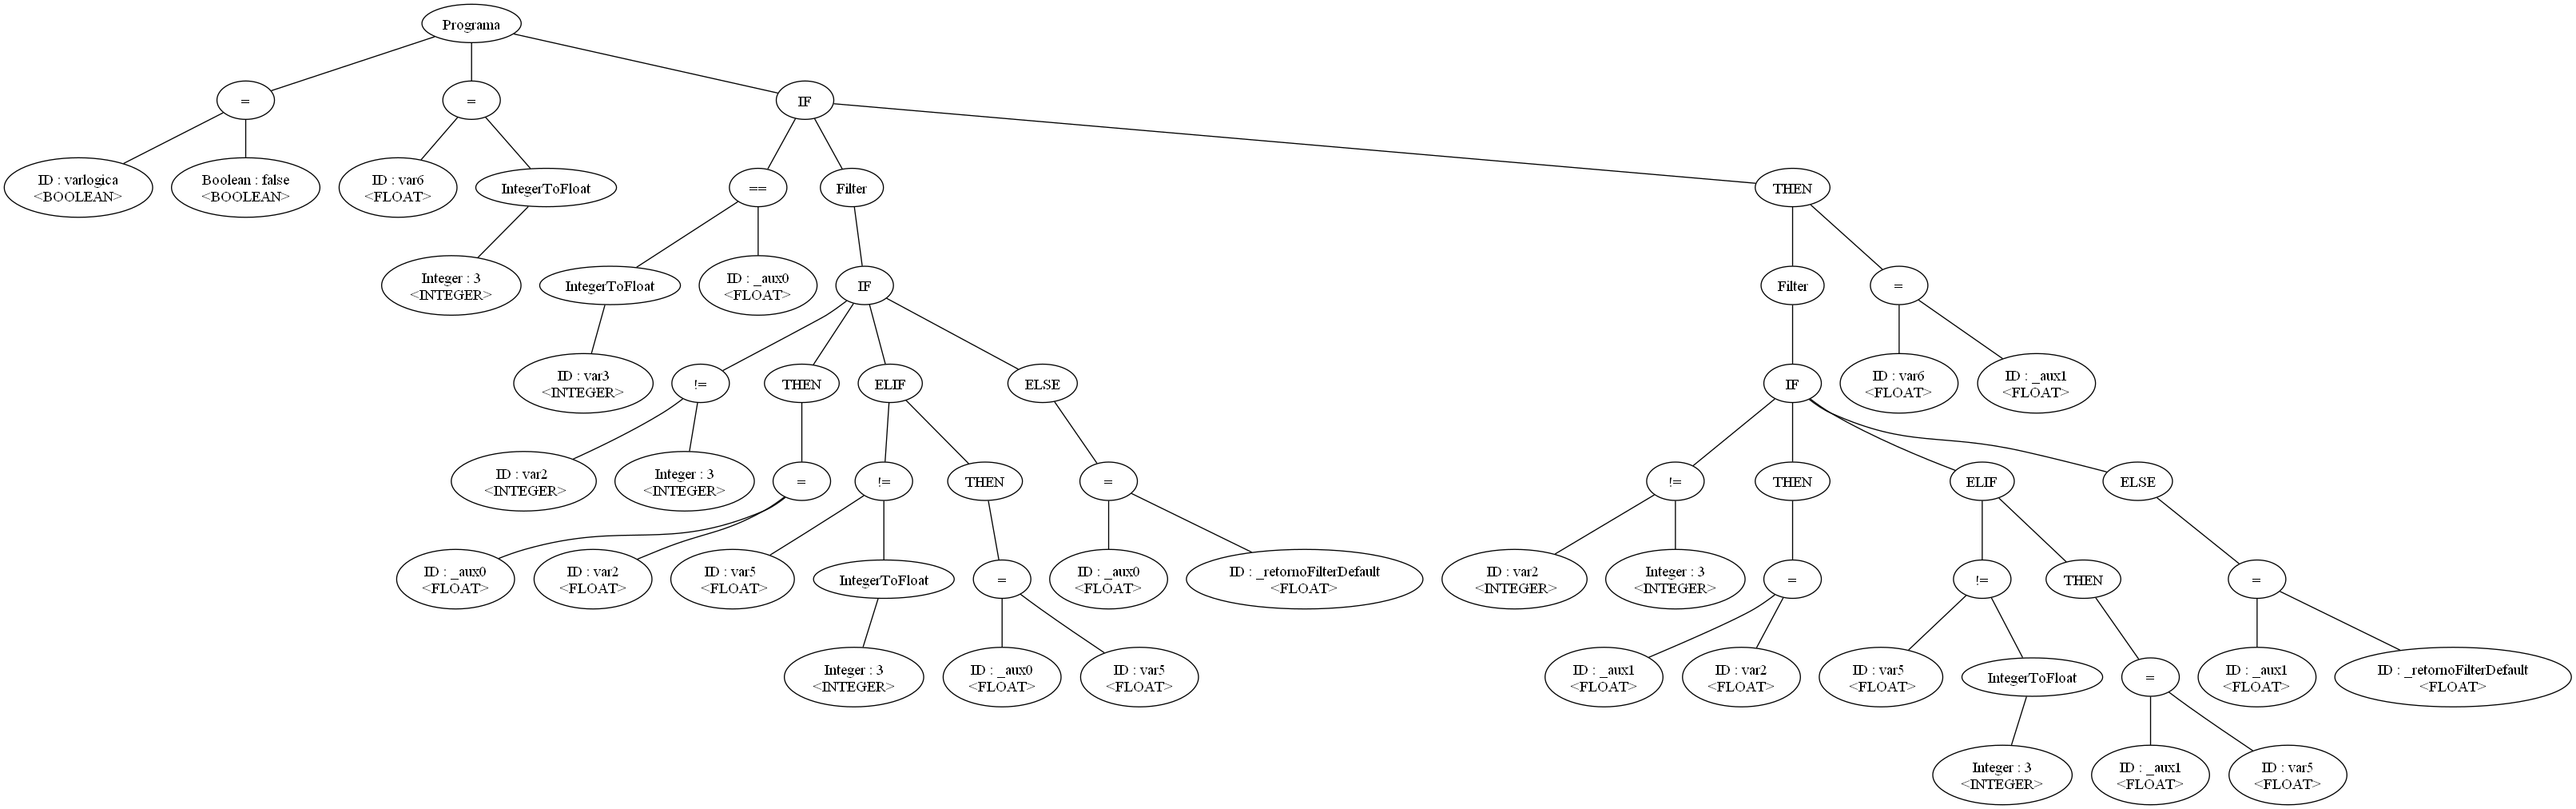 Programa
=
=
IF
ID : varlogica
<BOOLEAN>
Boolean : false
<BOOLEAN>
ID : var6
<FLOAT>
IntegerToFloat
==
Filter
THEN
Integer : 3
<INTEGER>
IntegerToFloat
ID : _aux0
<FLOAT>
IF
Filter
=
ID : var3
<INTEGER>
!=
THEN
ELIF
ELSE
IF
ID : var6
<FLOAT>
ID : _aux1
<FLOAT>
ID : var2
<INTEGER>
Integer : 3
<INTEGER>
=
!=
THEN
=
!=
THEN
ELIF
ELSE
ID : _aux0
<FLOAT>
ID : var2
<FLOAT>
ID : var5
<FLOAT>
IntegerToFloat
=
ID : _aux0
<FLOAT>
ID : _retornoFilterDefault
<FLOAT>
ID : var2
<INTEGER>
Integer : 3
<INTEGER>
=
!=
THEN
=
Integer : 3
<INTEGER>
ID : _aux0
<FLOAT>
ID : var5
<FLOAT>
ID : _aux1
<FLOAT>
ID : var2
<FLOAT>
ID : var5
<FLOAT>
IntegerToFloat
=
ID : _aux1
<FLOAT>
ID : _retornoFilterDefault
<FLOAT>
Integer : 3
<INTEGER>
ID : _aux1
<FLOAT>
ID : var5
<FLOAT>